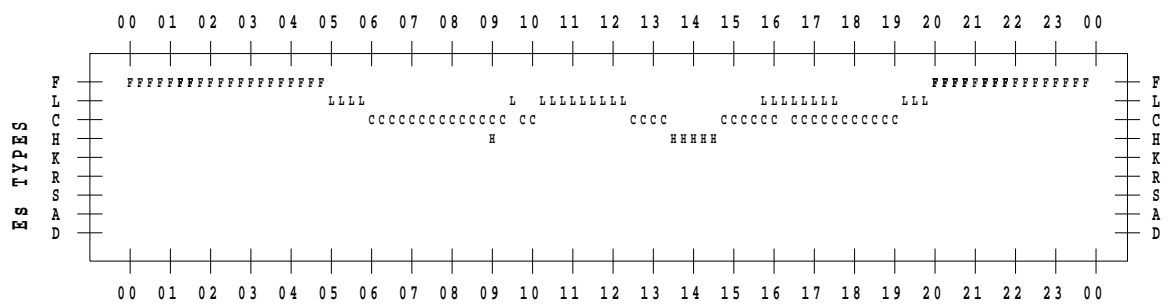 00 01 02 03 04 05 06 07 08 09 10 11 12 13 14 15 16 17 18 19 20 21 22 23 00
F FFFFFFFFFFFFFFFFFFFF FFFFFFFFFFFFFFFF F
L LLLL L LLLLLLLLL LLLLLLLL LLL L
C CCCCCCCCCCCCCC CC CCCC CCCCCC CCCCCCCCCCC C
H H HHHHH H
K K
R R
S S
A A
D D
Es TYPES
00 01 02 03 04 05 06 07 08 09 10 11 12 13 14 15 16 17 18 19 20 21 22 23 00